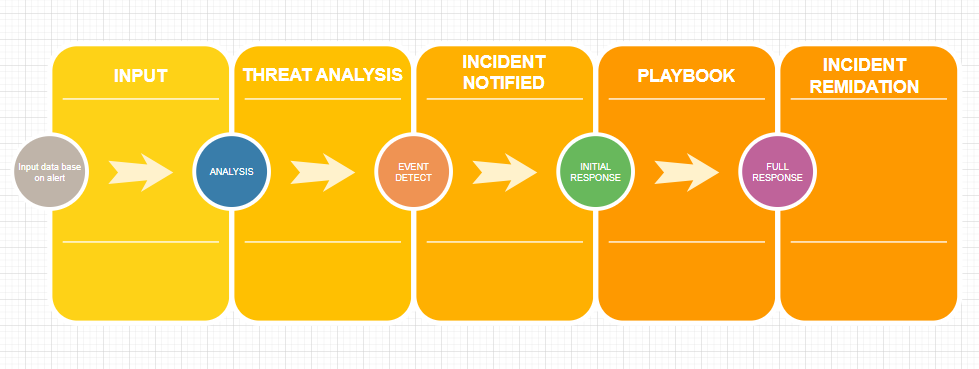 INPUT
THREAT ANALYSIS
INCIDENT
NOTIFIED
PLAYBOOK
INCIDENT
REMIDATION
Input data base
on alert
ANALYSIS
EVENT
DETECT
INITIAL
RESPONSE
FULL
RESPONSE